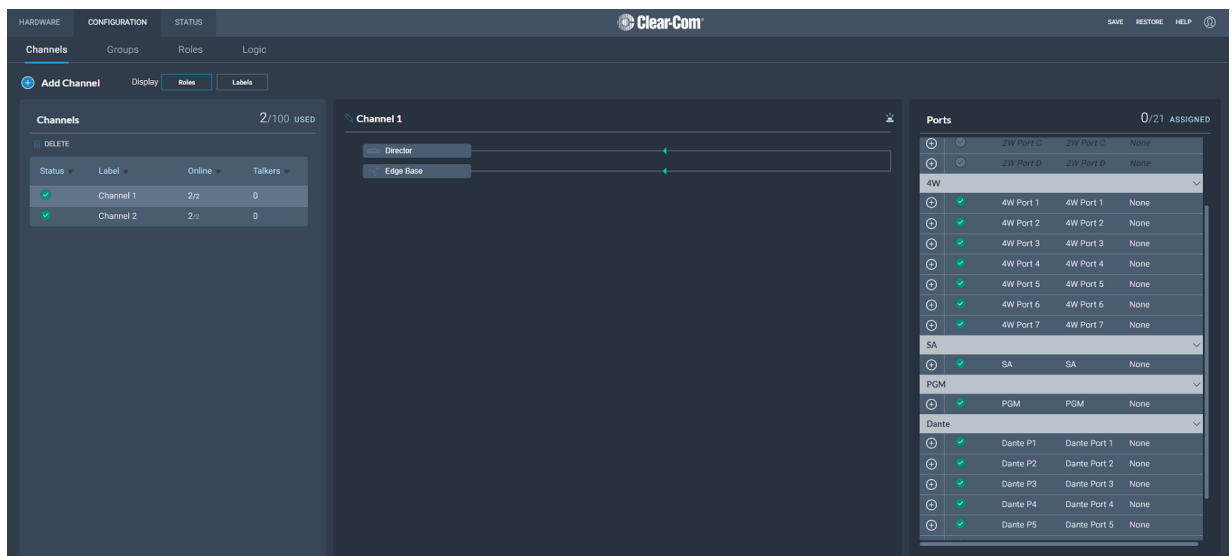 HARDWARE CONFIGURATION STATUS Clear-Com SAVE RESTORE HELP
Channels Groups Roles Logic
Add Channel Display Roles Labels
Channels 2/100 USED
DELETE
Status Label Online Talkers
Channel 1 2/2 0
Channel 2 2/2 0
Channel 1
Director
Edge Base
Ports 0/21 ASSIGNED
2W Port C 2W Port C None
2W Port D 2W Port D None
4W
4W Port 1 4W Port 1 None
4W Port 2 4W Port 2 None
4W Port 3 4W Port 3 None
4W Port 4 4W Port 4 None
4W Port 5 4W Port 5 None
4W Port 6 4W Port 6 None
4W Port 7 4W Port 7 None
SA
SA SA None
PGM
PGM PGM None
Dante
Dante P1 Dante Port 1 None
Dante P2 Dante Port 2 None
Dante P3 Dante Port 3 None
Dante P4 Dante Port 4 None
Dante P5 Dante Port 5 None